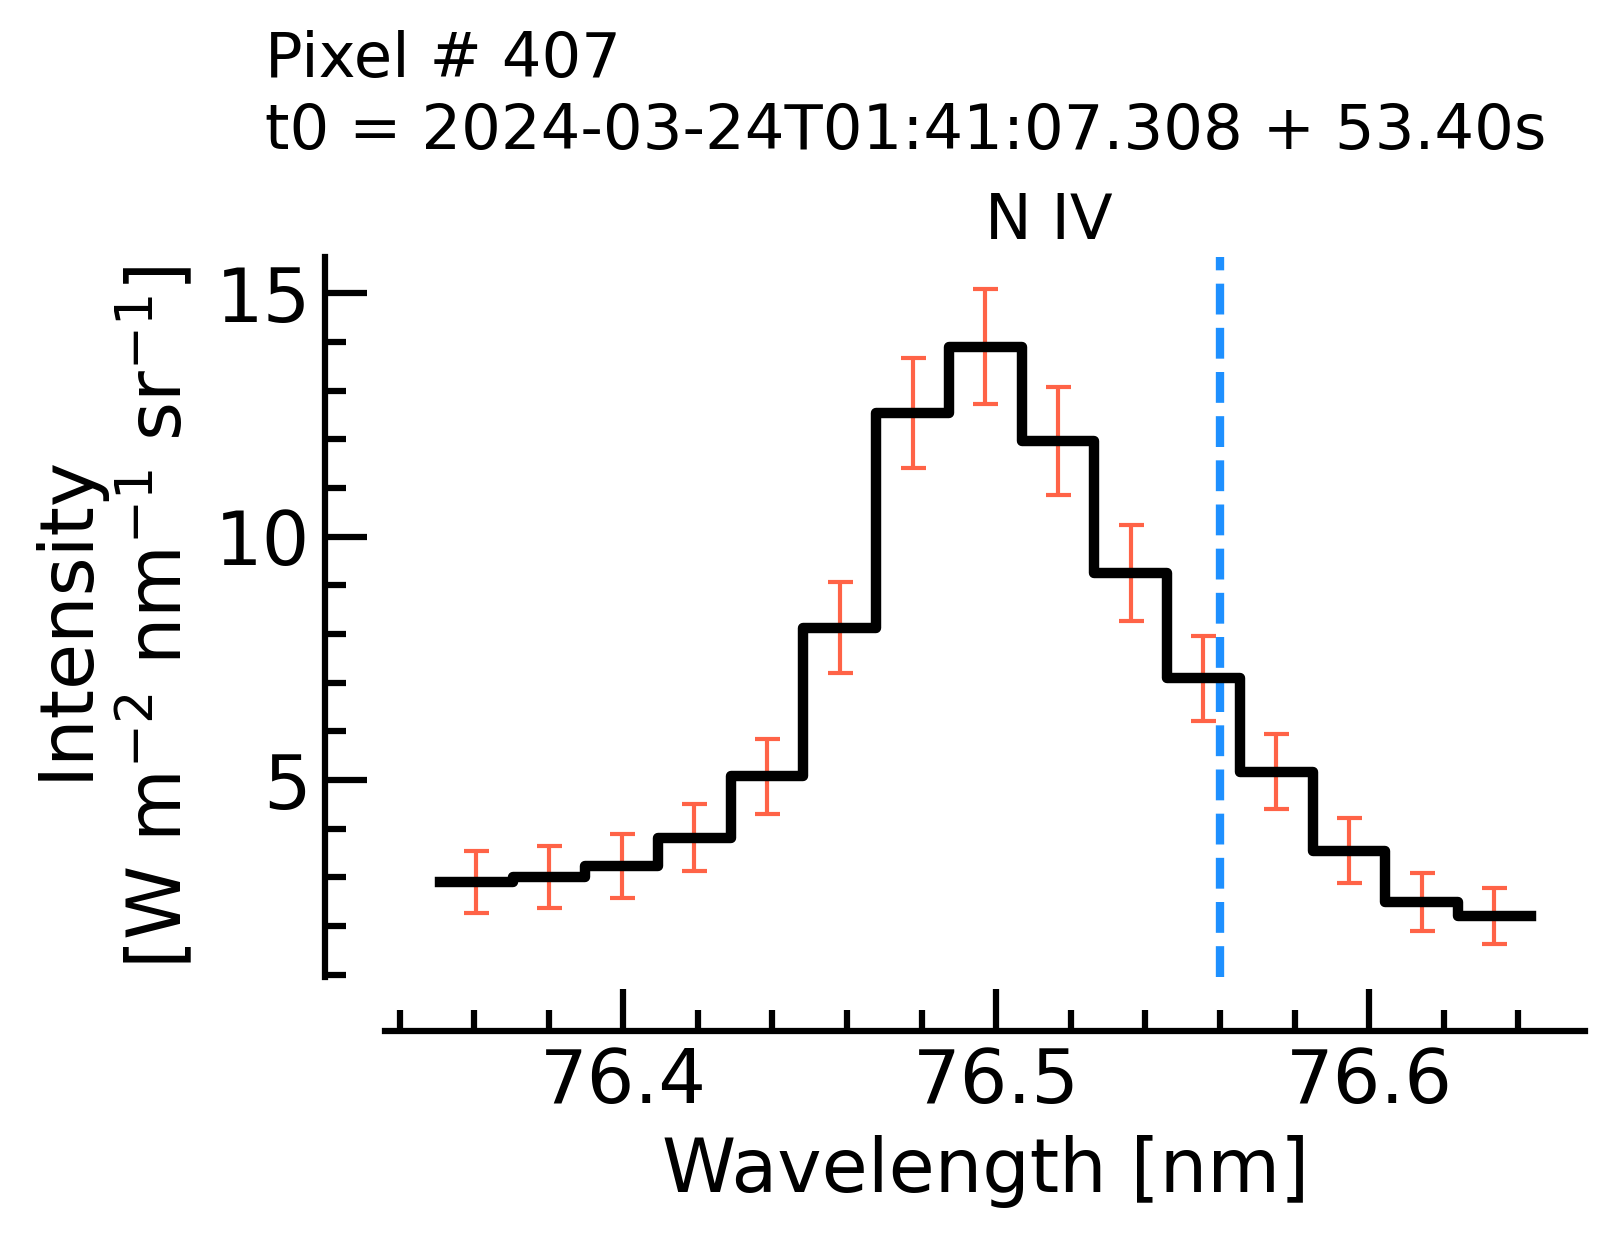 Pixel # 407
t0 = 2024-03-24T01:41:07.308 + 53.40s
N IV
15
10
5
Intensity
[W m⁻² nm⁻¹ sr⁻¹]
76.4 76.5 76.6
Wavelength [nm]